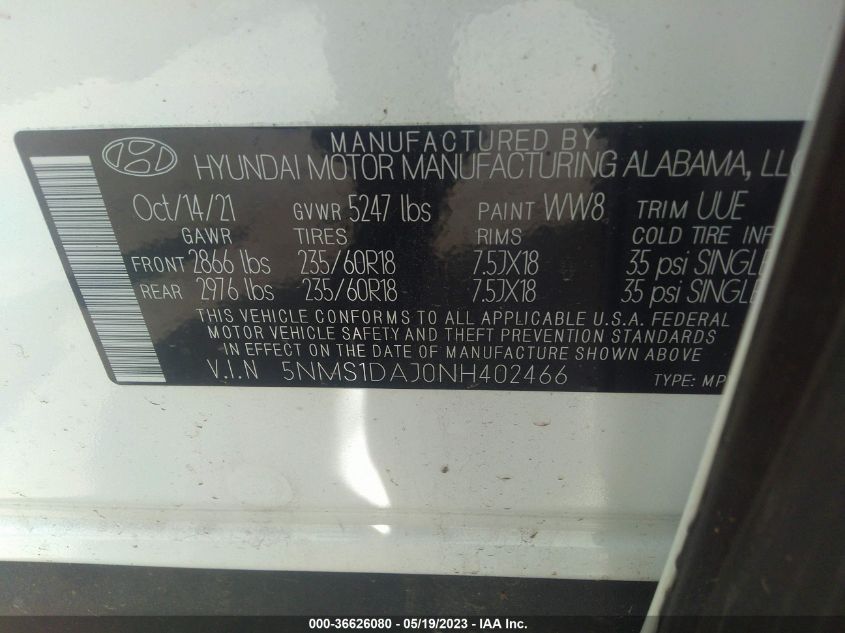 MANUFACTURED BY
HYUNDAI MOTOR MANUFACTURING ALABAMA, LLC
Oct/14/21 GVWR 5247 lbs PAINT WW8 TRIM UUE
GAWR TIRES RIMS COLD TIRE INF
FRONT 2866 lbs 235/60R18 7.5JX18 35 psi SINGLE
REAR 2976 lbs 235/60R18 7.5JX18 35 psi SINGLE
THIS VEHICLE CONFORMS TO ALL APPLICABLE U.S.A. FEDERAL
MOTOR VEHICLE SAFETY AND THEFT PREVENTION STANDARDS
IN EFFECT ON THE DATE OF MANUFACTURE SHOWN ABOVE
V.I.N 5NMS1DAJ0NH402466 TYPE: MP
000-36626080 - 05/19/2023 - IAA Inc.